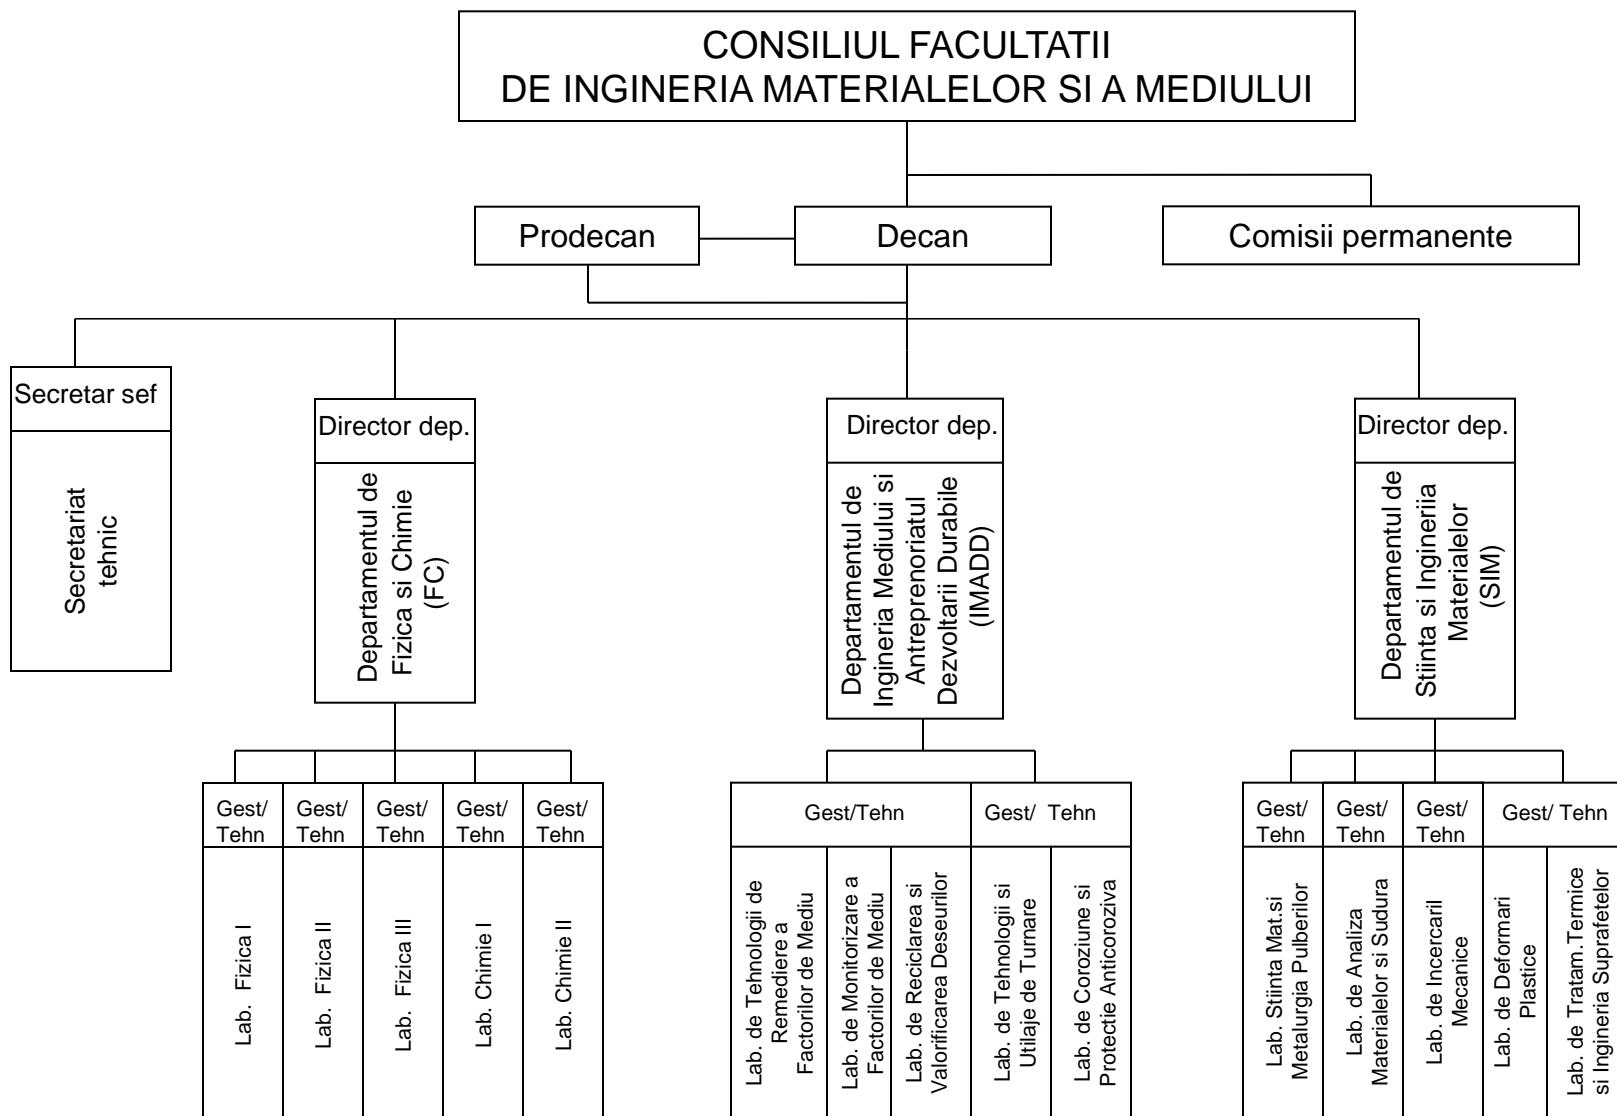 CONSILIUL FACULTATII
DE INGINERIA MATERIALELOR SI A MEDIULUI
Prodecan
Decan
Comisii permanente
Secretar sef
Secretariat
tehnic
Director dep.
Departamentul de
Fizica si Chimie
(FC)
Director dep.
Departamentul de
Ingineria Mediului si
Antreprenoriatul
Dezvoltarii Durabile
(IMADD)
Director dep.
Departamentul de
Stiinta si Ingineriia
Materialelor
(SIM)
Gest/
Tehn
Gest/
Tehn
Gest/
Tehn
Gest/
Tehn
Gest/
Tehn
Lab. Fizica I
Lab. Fizica II
Lab. Fizica III
Lab. Chimie I
Lab. Chimie II
Gest/Tehn
Gest/ Tehn
Lab. de Tehnologii de
Remediere a
Factorilor de Mediu
Lab. de Monitorizare a
Factorilor de Mediu
Lab. de Reciclarea si
Valorificarea Deseurilor
Lab. de Tehnologii si
Utilaje de Turnare
Lab. de Coroziune si
Protectie Anticoroziva
Gest/
Tehn
Gest/
Tehn
Gest/
Tehn
Gest/ Tehn
Lab. Stiinta Mat.si
Metalurgia Pulberilor
Lab. de Analiza
Materialelor si Sudura
Lab. de Incercaril
Mecanice
Lab. de Deformari
Plastice
Lab. de Tratam.Termice
si Ingineria Suprafetelor